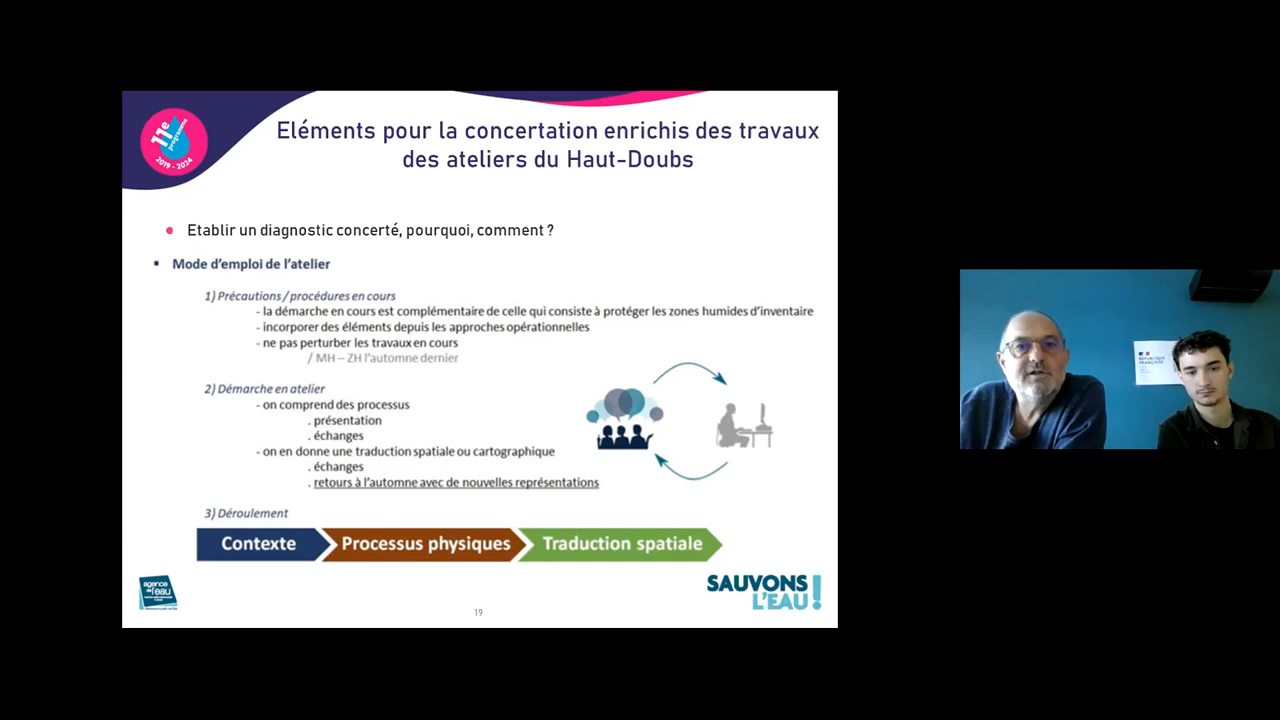 11e
programme
2019 - 2024
Eléments pour la concertation enrichis des travaux
des ateliers du Haut-Doubs
Etablir un diagnostic concerté, pourquoi, comment ?
Mode d'emploi de l'atelier
1) Précautions / procédures en cours
- la démarche en cours est complémentaire de celle qui consiste à protéger les zones humides d'inventaire
- incorporer des éléments depuis les approches opérationnelles
- ne pas perturber les travaux en cours
/ MH – ZH l'automne dernier
2) Démarche en atelier
- on comprend des processus
. présentation
. échanges
- on en donne une traduction spatiale ou cartographique
. échanges
. retours à l'automne avec de nouvelles représentations
3) Déroulement
Contexte
Processus physiques
Traduction spatiale
agence
de l'eau
SAUVONS
L'EAU !
19
RÉPUBLIQUE
FRANÇAISE